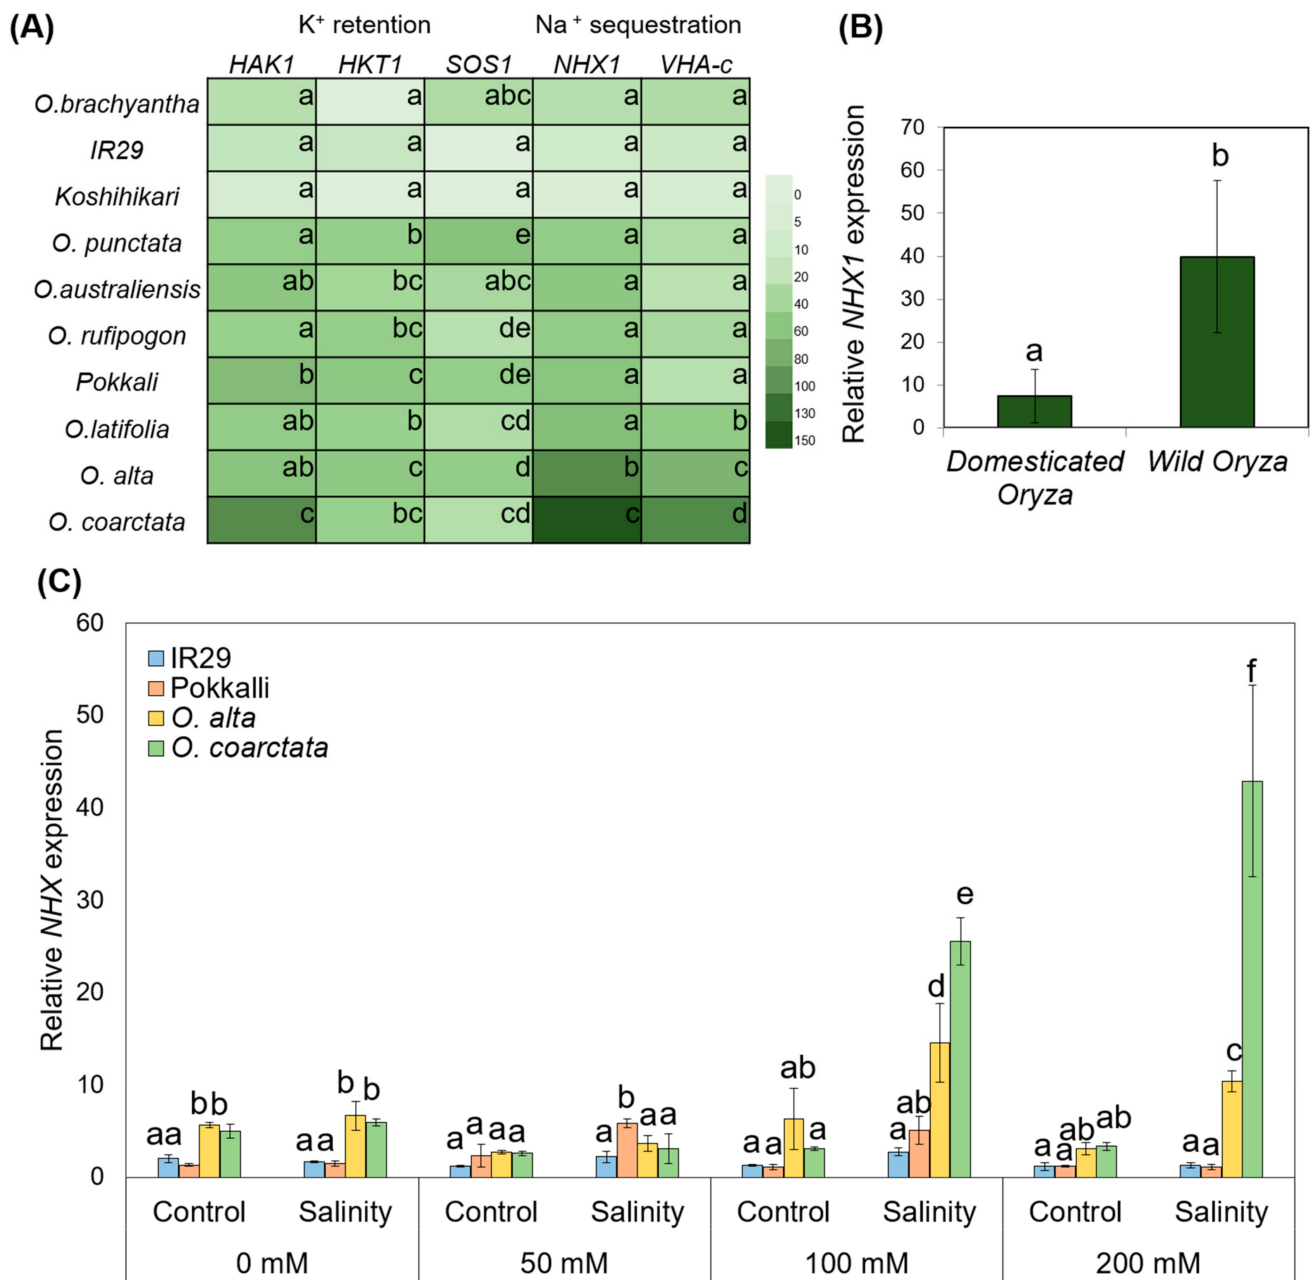 (A)
K⁺ retention Na⁺ sequestration
HAK1 HKT1 SOS1 NHX1 VHA-c
O.brachyantha a a abc a a
IR29 a a a a a
Koshihikari a a a a a
O. punctata a b e a a
O.australiensis ab bc abc a a
O. rufipogon a bc de a a
Pokkali b c de a a
O.latifolia ab b cd a b
O. alta ab c d b c
O. coarctata c bc cd c d
0
5
10
20
40
60
80
100
130
150
(B)
Relative NHX1 expression
70
60
50
40
30
20
10
0
a
b
Domesticated Oryza
Wild Oryza
(C)
Relative NHX expression
60
50
40
30
20
10
0
IR29
Pokkalli
O. alta
O. coarctata
a a b b
a a b b
a a a a
a b a a
a a ab a
a ab d e
a a ab ab
a a c f
Control Salinity Control Salinity Control Salinity Control Salinity
0 mM 50 mM 100 mM 200 mM